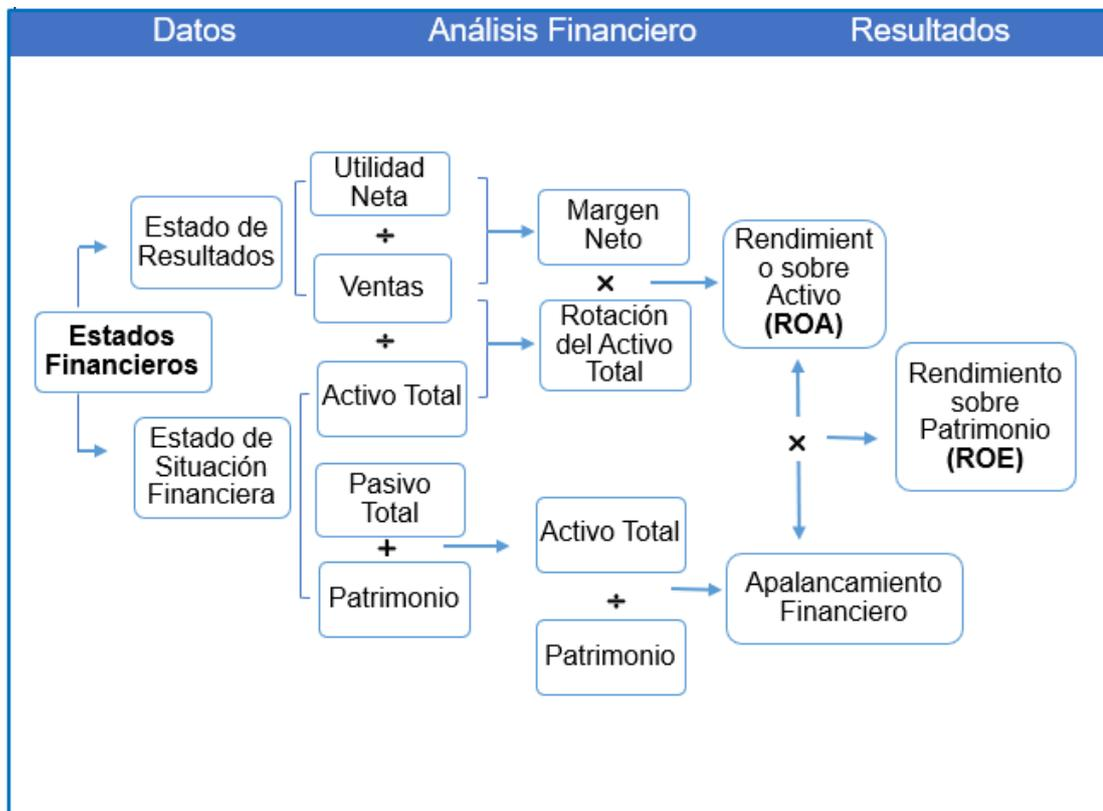 Datos
Análisis Financiero
Resultados
Estados
Financieros
Estado de
Resultados
Estado de
Situación
Financiera
Utilidad
Neta
÷
Ventas
÷
Activo Total
Pasivo
Total
+
Patrimonio
Margen
Neto
×
Rotación
del Activo
Total
Activo Total
÷
Patrimonio
Rendimient
o sobre
Activo
(ROA)
×
Apalancamiento
Financiero
Rendimiento
sobre
Patrimonio
(ROE)